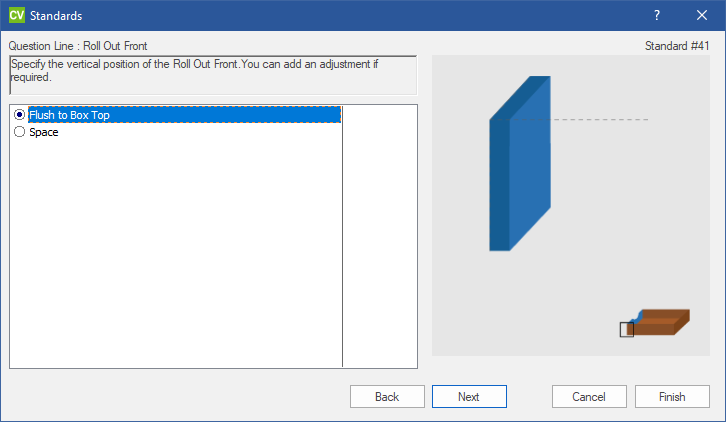 CV Standards
Question Line : Roll Out Front
Standard #41
Specify the vertical position of the Roll Out Front.You can add an adjustment if
required.
Flush to Box Top
Space
Back
Next
Cancel
Finish